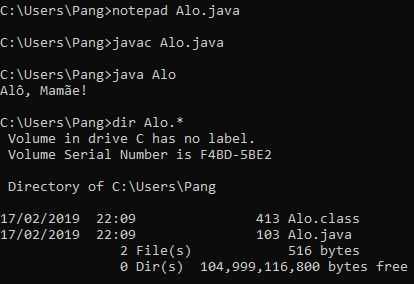 C:\Users\Pang>notepad Alo.java
C:\Users\Pang>javac Alo.java
C:\Users\Pang>java Alo
Alô, Mamãe!
C:\Users\Pang>dir Alo.*
Volume in drive C has no label.
Volume Serial Number is F4BD-5BE2
Directory of C:\Users\Pang
17/02/2019  22:09               413 Alo.class
17/02/2019  22:09               103 Alo.java
2 File(s)            516 bytes
0 Dir(s)  104,999,116,800 bytes free